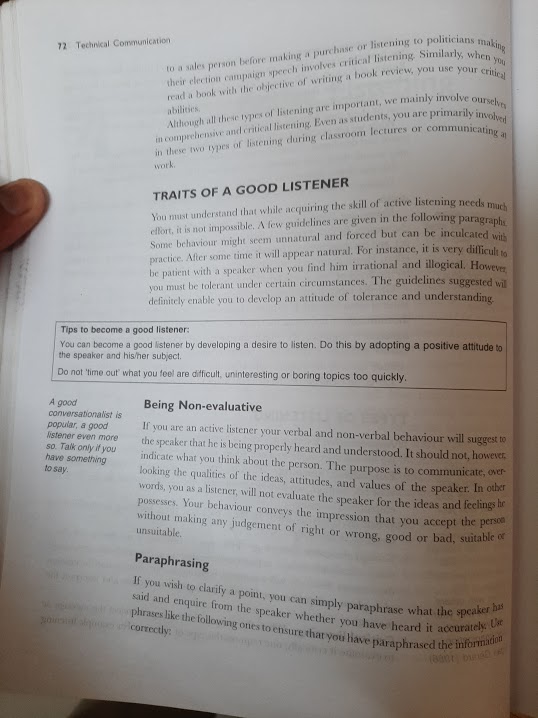 72 Technical Communication
to a sales person before making a purchase or listening to politicians making
their election campaign speech involves critical listening. Similarly, when you
read a book with the objective of writing a book review, you use your critical
abilities.
Although all these types of listening are important, we mainly involve ourselves
in comprehensive and critical listening. Even as students, you are primarily involved
in these two types of listening during classroom lectures or communicating at
work.
TRAITS OF A GOOD LISTENER
You must understand that while acquiring the skill of active listening needs much
effort, it is not impossible. A few guidelines are given in the following paragraphs.
Some behaviour might seem unnatural and forced but can be inculcated with
practice. After some time it will appear natural. For instance, it is very difficult to
be patient with a speaker when you find him irrational and illogical. However,
you must be tolerant under certain circumstances. The guidelines suggested will
definitely enable you to develop an attitude of tolerance and understanding.
Tips to become a good listener:
You can become a good listener by developing a desire to listen. Do this by adopting a positive attitude to
the speaker and his/her subject.
Do not 'time out' what you feel are difficult, uninteresting or boring topics too quickly.
A good
conversationalist is
popular, a good
listener even more
so. Talk only if you
have something
to say.
Being Non-evaluative
If you are an active listener your verbal and non-verbal behaviour will suggest to
the speaker that he is being properly heard and understood. It should not, however,
indicate what you think about the person. The purpose is to communicate, over-
looking the qualities of the ideas, attitudes, and values of the speaker. In other
words, you as a listener, will not evaluate the speaker for the ideas and feelings he
possesses. Your behaviour conveys the impression that you accept the person
without making any judgement of right or wrong, good or bad, suitable or
unsuitable.
Paraphrasing
If you wish to clarify a point, you can simply paraphrase what the speaker has
said and enquire from the speaker whether you have heard it accurately. Use
phrases like the following ones to ensure that you have paraphrased the information
correctly: